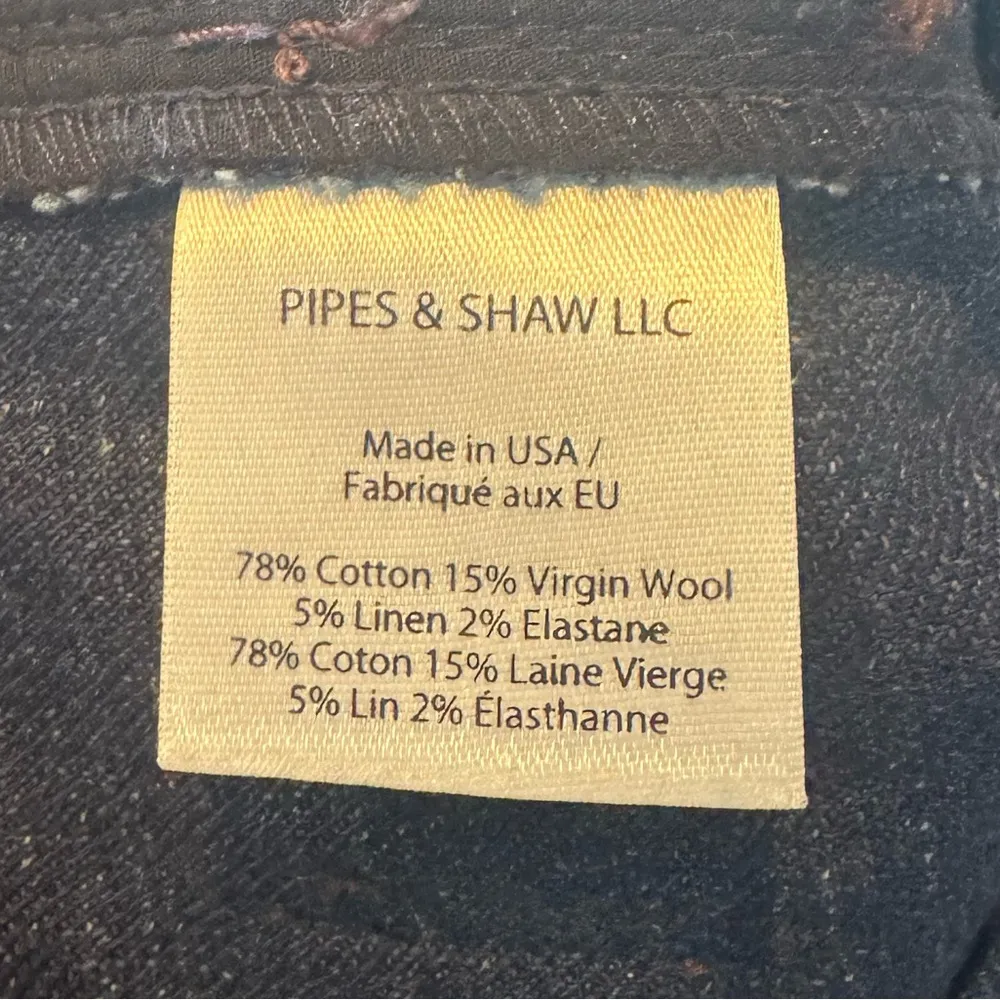 PIPES & SHAW LLC
Made in USA /
Fabriqué aux EU
78% Cotton 15% Virgin Wool
5% Linen 2% Elastane
78% Coton 15% Laine Vierge
5% Lin 2% Élasthanne